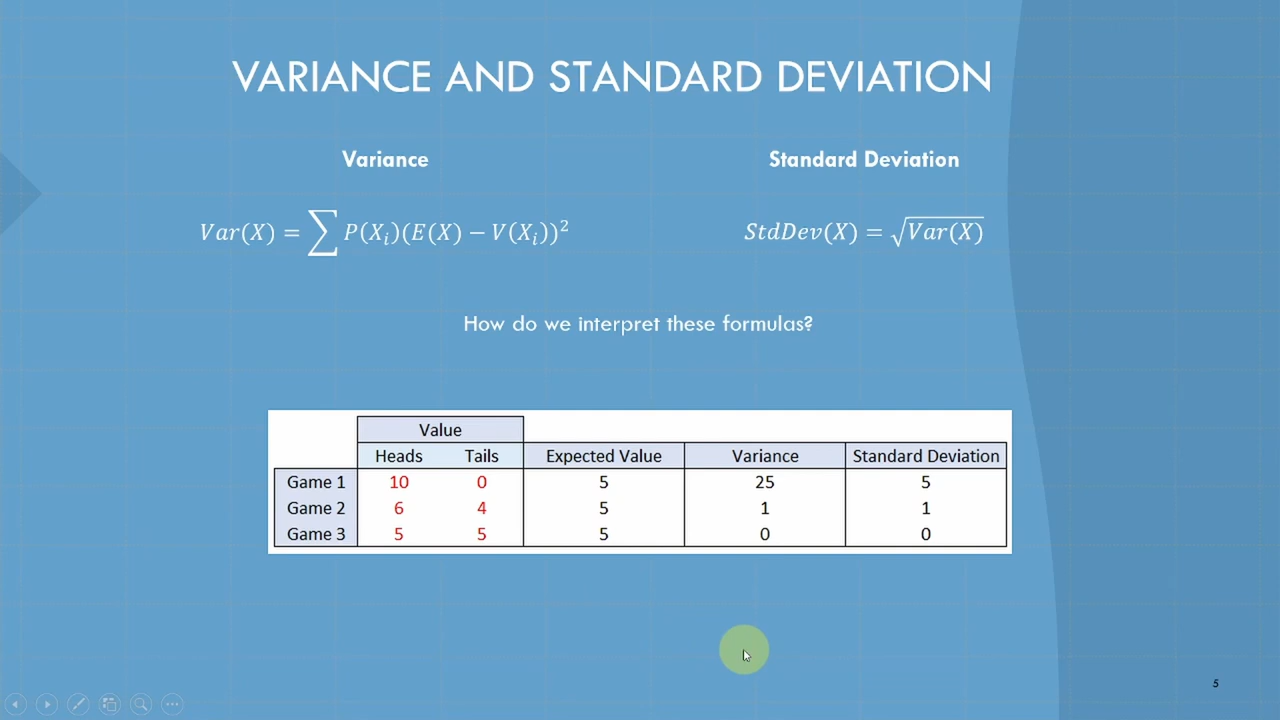 VARIANCE AND STANDARD DEVIATION
Variance
Standard Deviation
Var(X) = ∑ P(Xᵢ)(E(X) − V(Xᵢ))²
StdDev(X) = √Var(X)
How do we interpret these formulas?
Value
Heads Tails Expected Value Variance Standard Deviation
Game 1 10 0 5 25 5
Game 2 6 4 5 1 1
Game 3 5 5 5 0 0
5